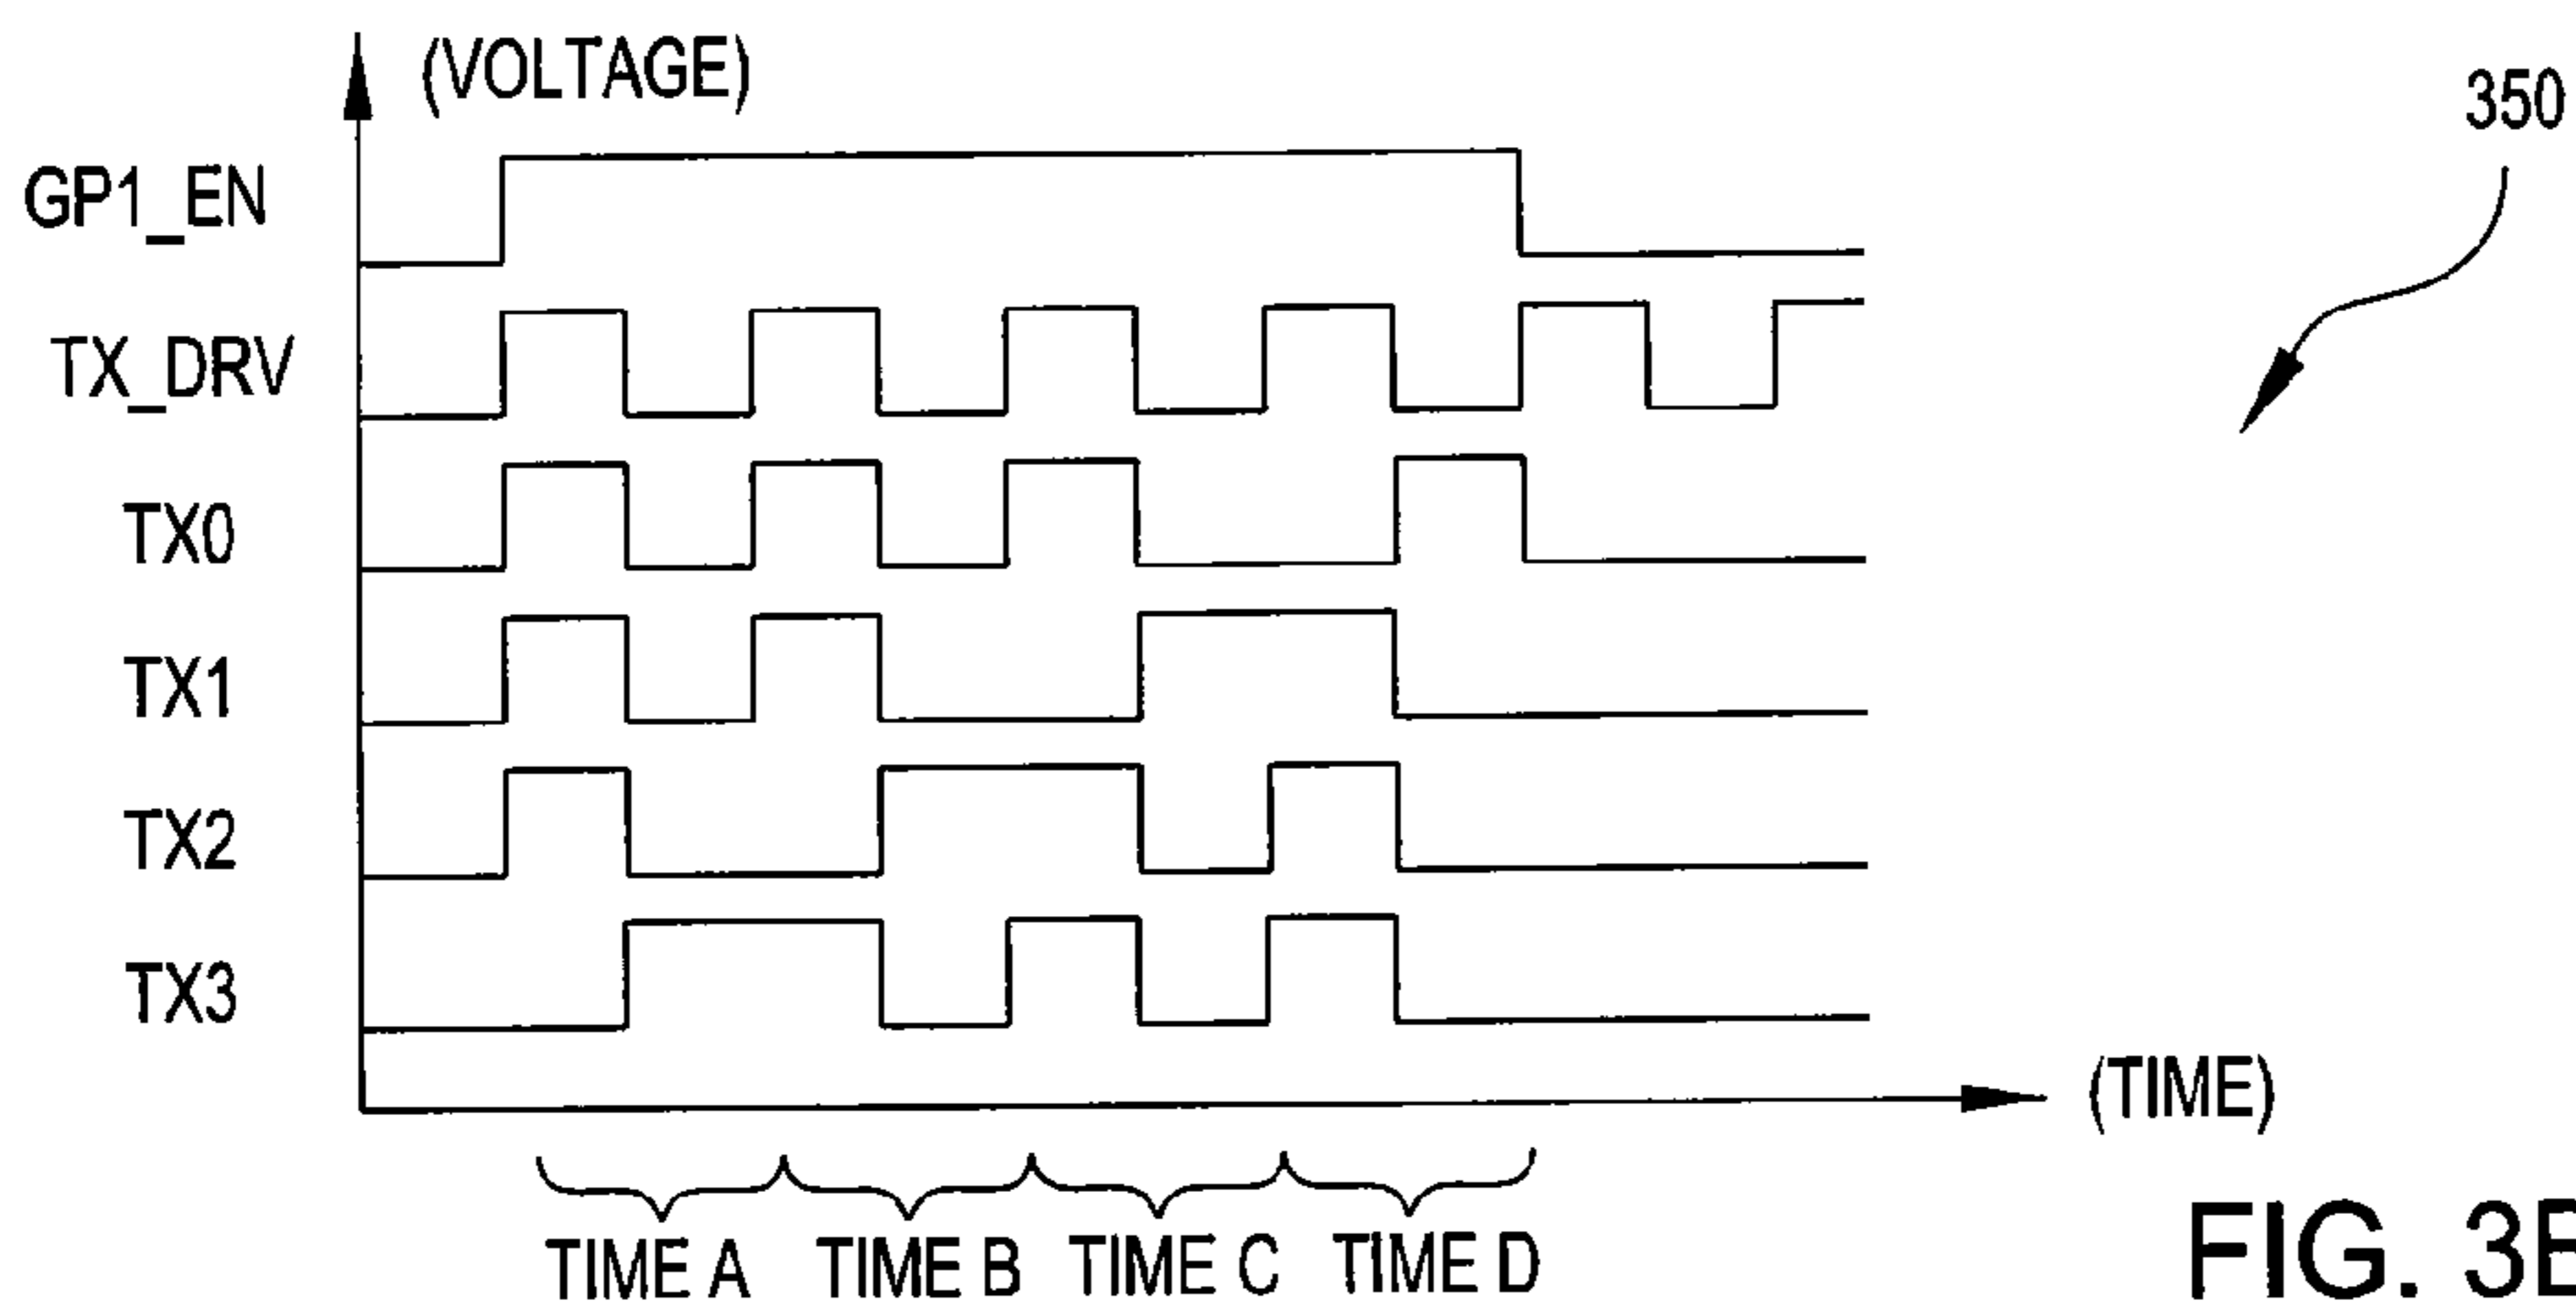 (VOLTAGE)
350
GP1_EN
TX_DRV
TX0
TX1
TX2
TX3
(TIME)
TIME A TIME B TIME C TIME D
FIG. 3B